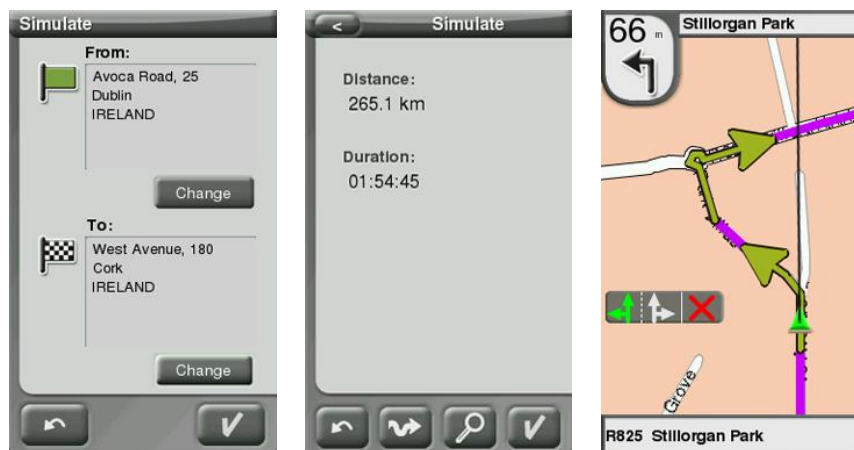 Simulate
From:
Avoca Road, 25
Dublin
IRELAND
Change
To:
West Avenue, 180
Cork
IRELAND
Change
<
Simulate
Distance:
265.1 km
Duration:
01:54:45
66 m
Stillorgan Park
Grove
R825 Stillorgan Park